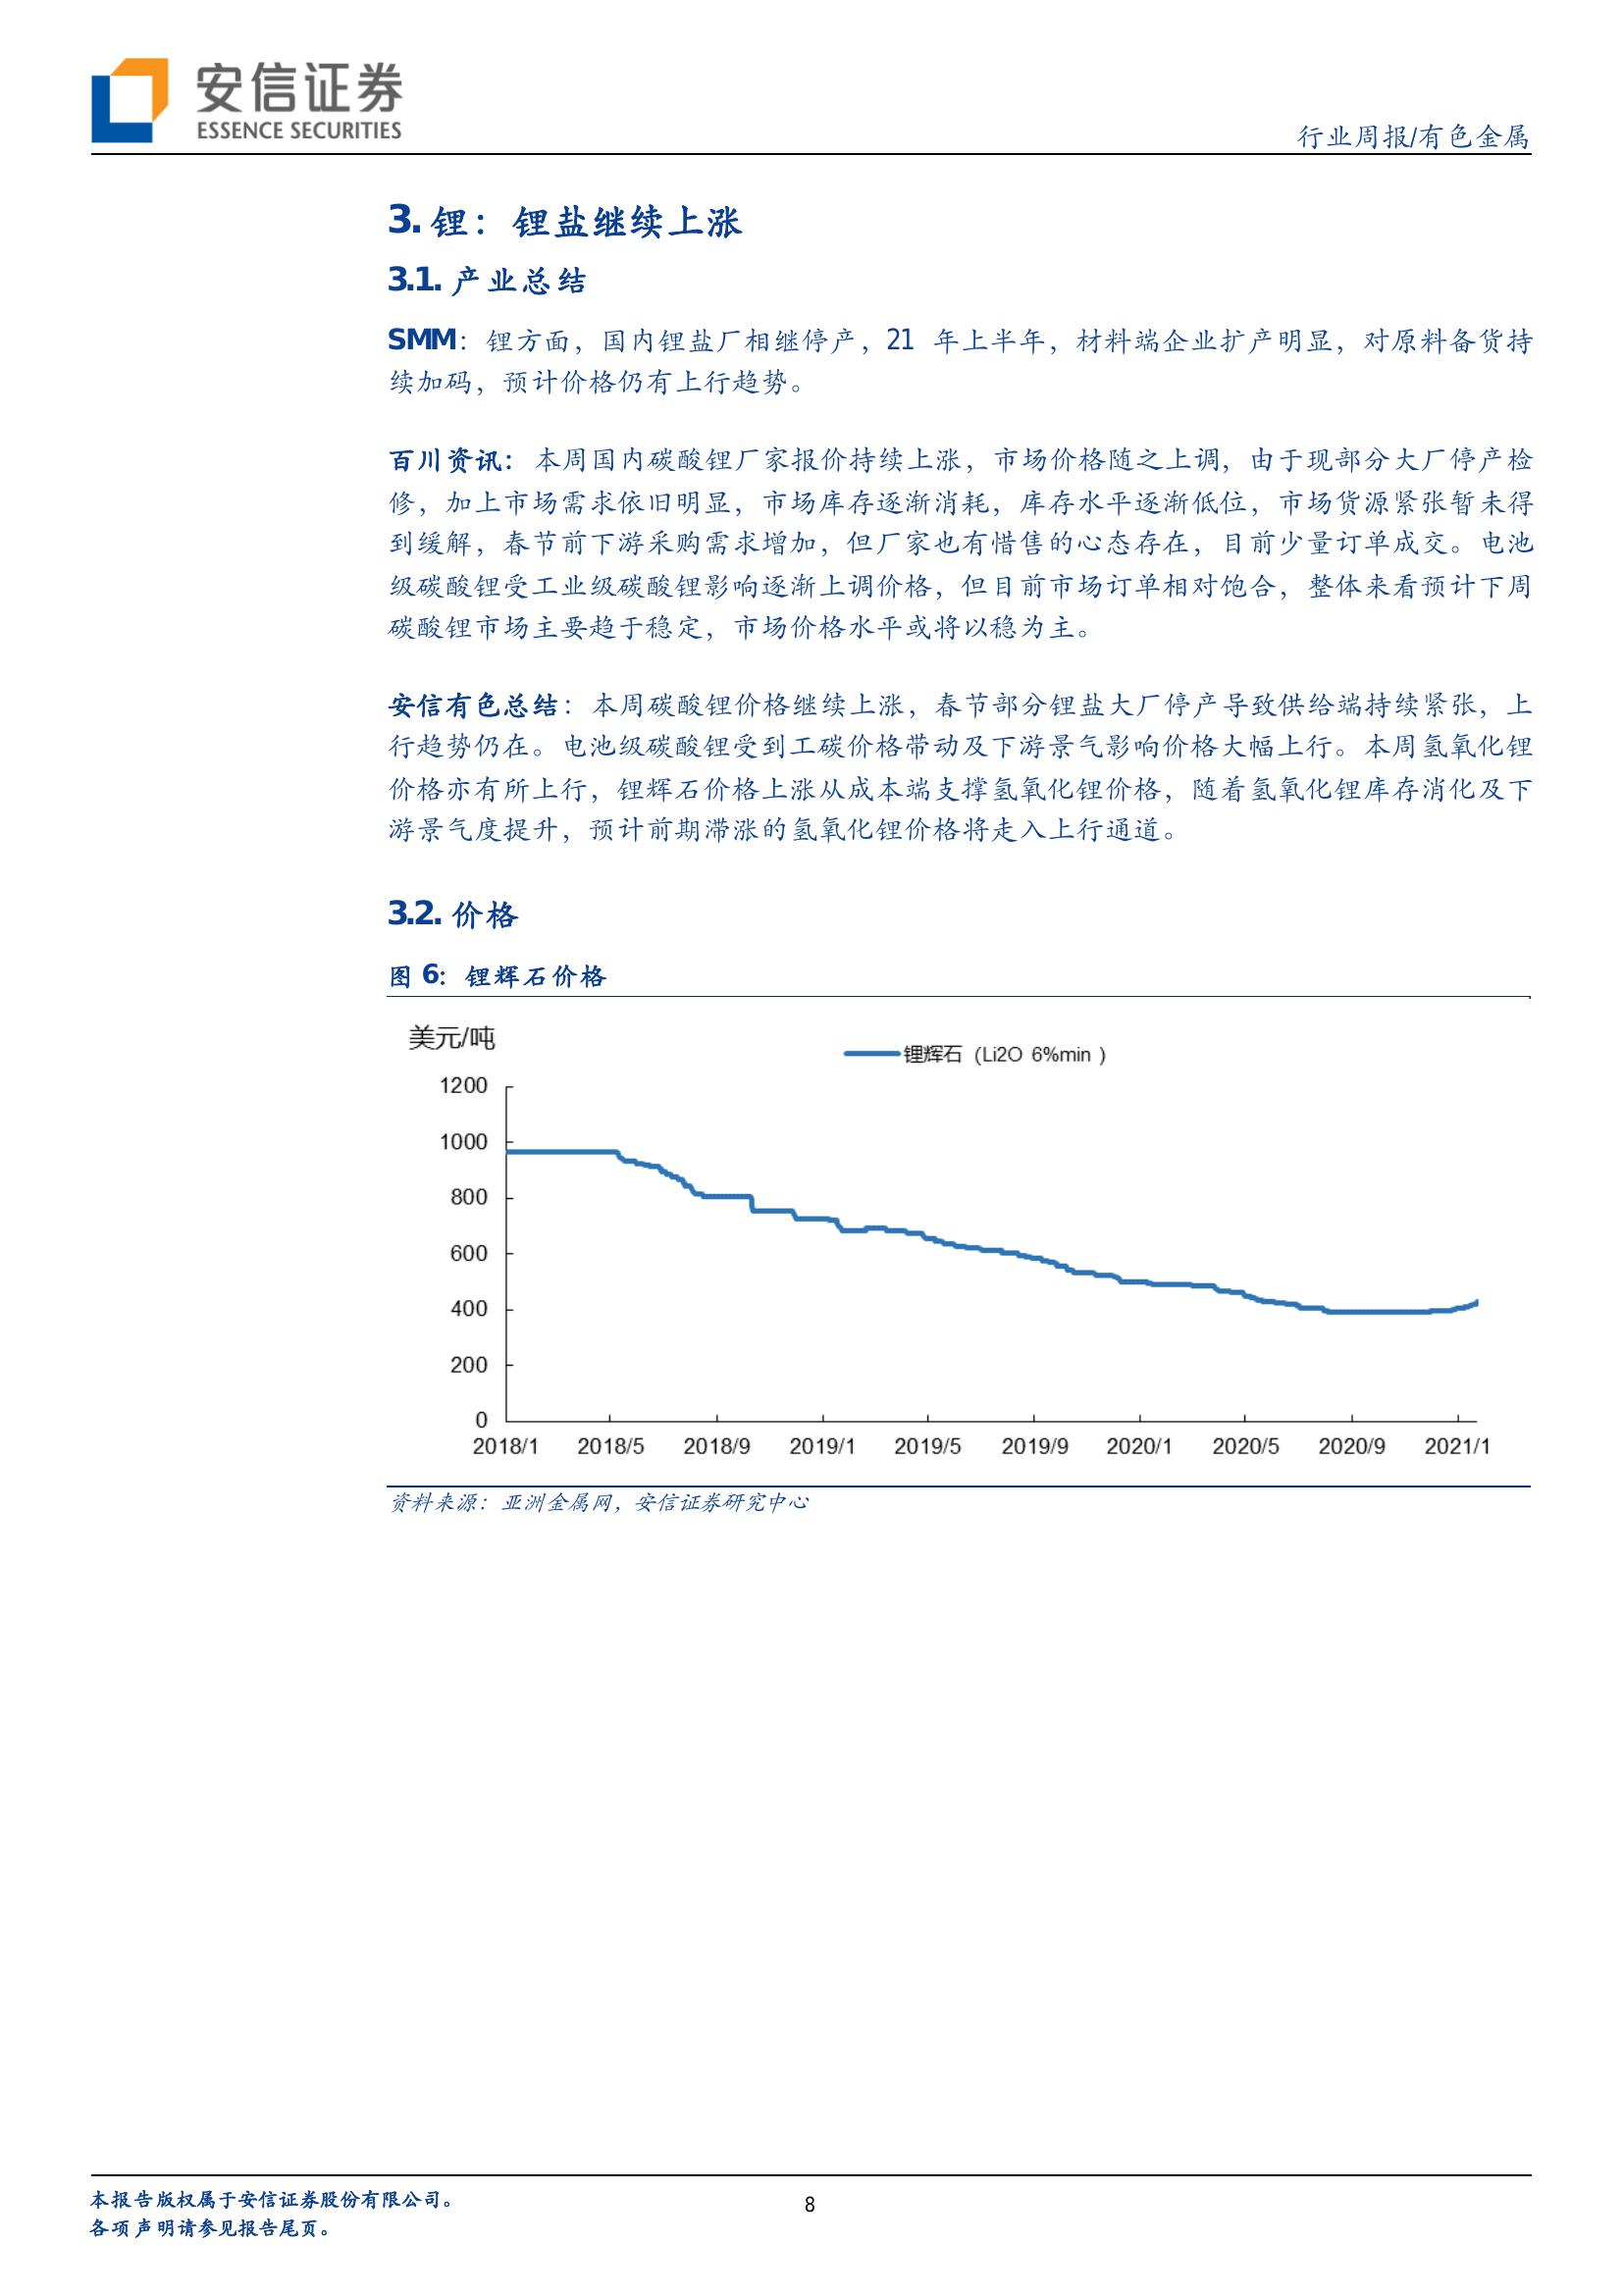 安信证券
ESSENCE SECURITIES
行业周报/有色金属
3. 锂：锂盐继续上涨
3.1. 产业总结
SMM：锂方面，国内锂盐厂相继停产，21 年上半年，材料端企业扩产明显，对原料备货持
续加码，预计价格仍有上行趋势。
百川资讯：本周国内碳酸锂厂家报价持续上涨，市场价格随之上调，由于现部分大厂停产检
修，加上市场需求依旧明显，市场库存逐渐消耗，库存水平逐渐低位，市场货源紧张暂未得
到缓解，春节前下游采购需求增加，但厂家也有惜售的心态存在，目前少量订单成交。电池
级碳酸锂受工业级碳酸锂影响逐渐上调价格，但目前市场订单相对饱合，整体来看预计下周
碳酸锂市场主要趋于稳定，市场价格水平或将以稳为主。
安信有色总结：本周碳酸锂价格继续上涨，春节部分锂盐大厂停产导致供给端持续紧张，上
行趋势仍在。电池级碳酸锂受到工碳价格带动及下游景气影响价格大幅上行。本周氢氧化锂
价格亦有所上行，锂辉石价格上涨从成本端支撑氢氧化锂价格，随着氢氧化锂库存消化及下
游景气度提升，预计前期滞涨的氢氧化锂价格将走入上行通道。
3.2. 价格
图 6：锂辉石价格
美元/吨
锂辉石（Li2O 6%min ）
1200
1000
800
600
400
200
0
2018/1 2018/5 2018/9 2019/1 2019/5 2019/9 2020/1 2020/5 2020/9 2021/1
资料来源：亚洲金属网，安信证券研究中心
本报告版权属于安信证券股份有限公司。
各项声明请参见报告尾页。
8